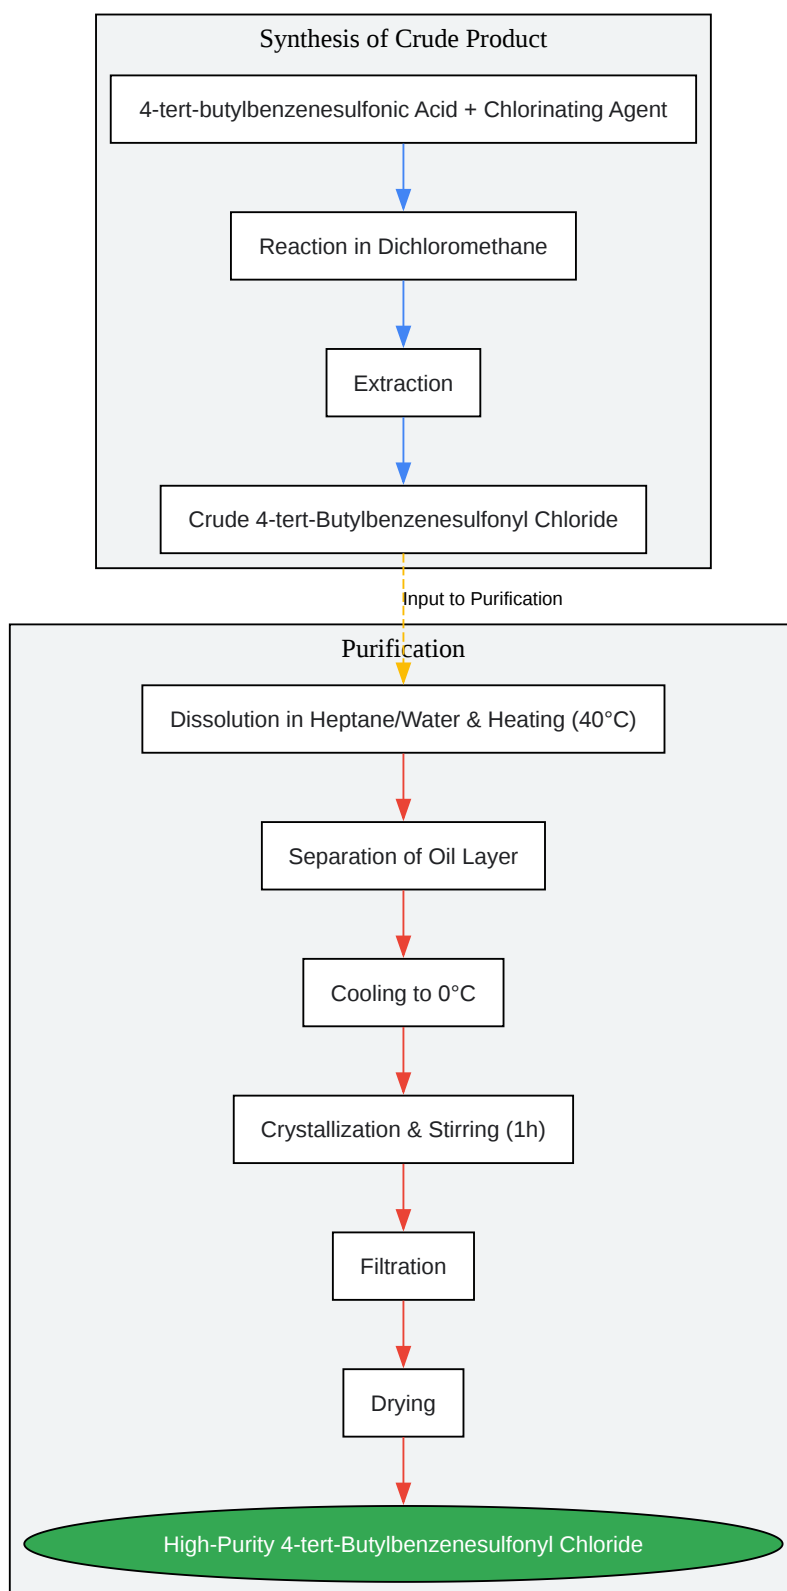 Synthesis of Crude Product
4-tert-butylbenzenesulfonic Acid + Chlorinating Agent
Reaction in Dichloromethane
Extraction
Crude 4-tert-Butylbenzenesulfonyl Chloride
Input to Purification
Purification
Dissolution in Heptane/Water & Heating (40°C)
Separation of Oil Layer
Cooling to 0°C
Crystallization & Stirring (1h)
Filtration
Drying
High-Purity 4-tert-Butylbenzenesulfonyl Chloride